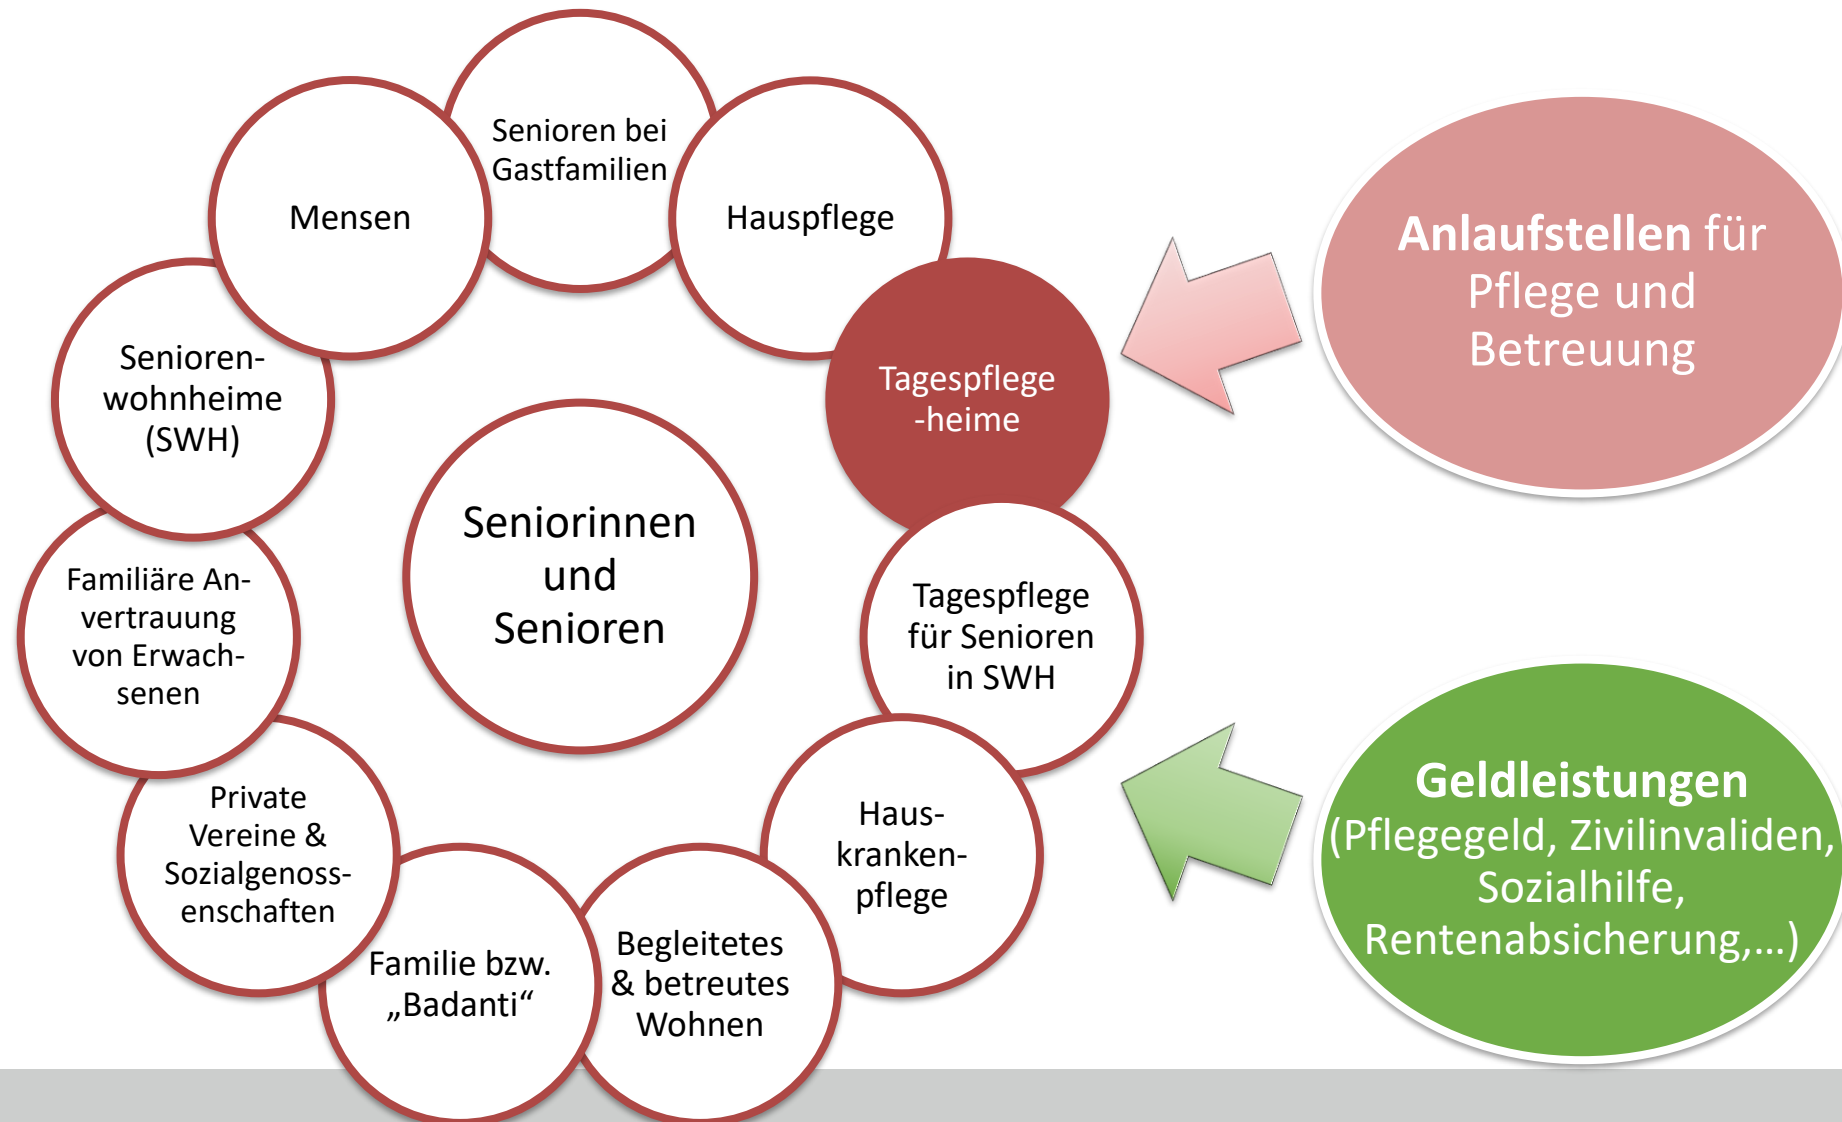 Senioren bei
Gastfamilien
Hauspflege
Tagespflege
-heime
Tagespflege
für Senioren
in SWH
Haus-
kranken-
pflege
Begleitetes
& betreutes
Wohnen
Familie bzw.
„Badanti“
Private
Vereine &
Sozialgenoss-
enschaften
Familiäre An-
vertrauung
von Erwach-
senen
Senioren-
wohnheime
(SWH)
Mensen
Seniorinnen
und
Senioren
Anlaufstellen für
Pflege und
Betreuung
Geldleistungen
(Pflegegeld, Zivilinvaliden,
Sozialhilfe,
Rentenabsicherung,...)